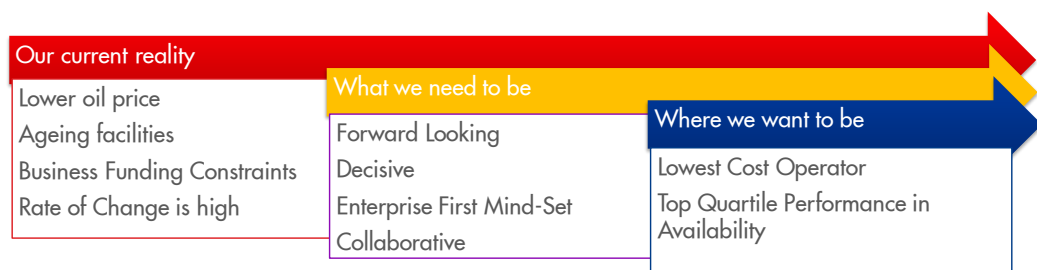 Our current reality
Lower oil price
Ageing facilities
Business Funding Constraints
Rate of Change is high
What we need to be
Forward Looking
Decisive
Enterprise First Mind-Set
Collaborative
Where we want to be
Lowest Cost Operator
Top Quartile Performance in
Availability